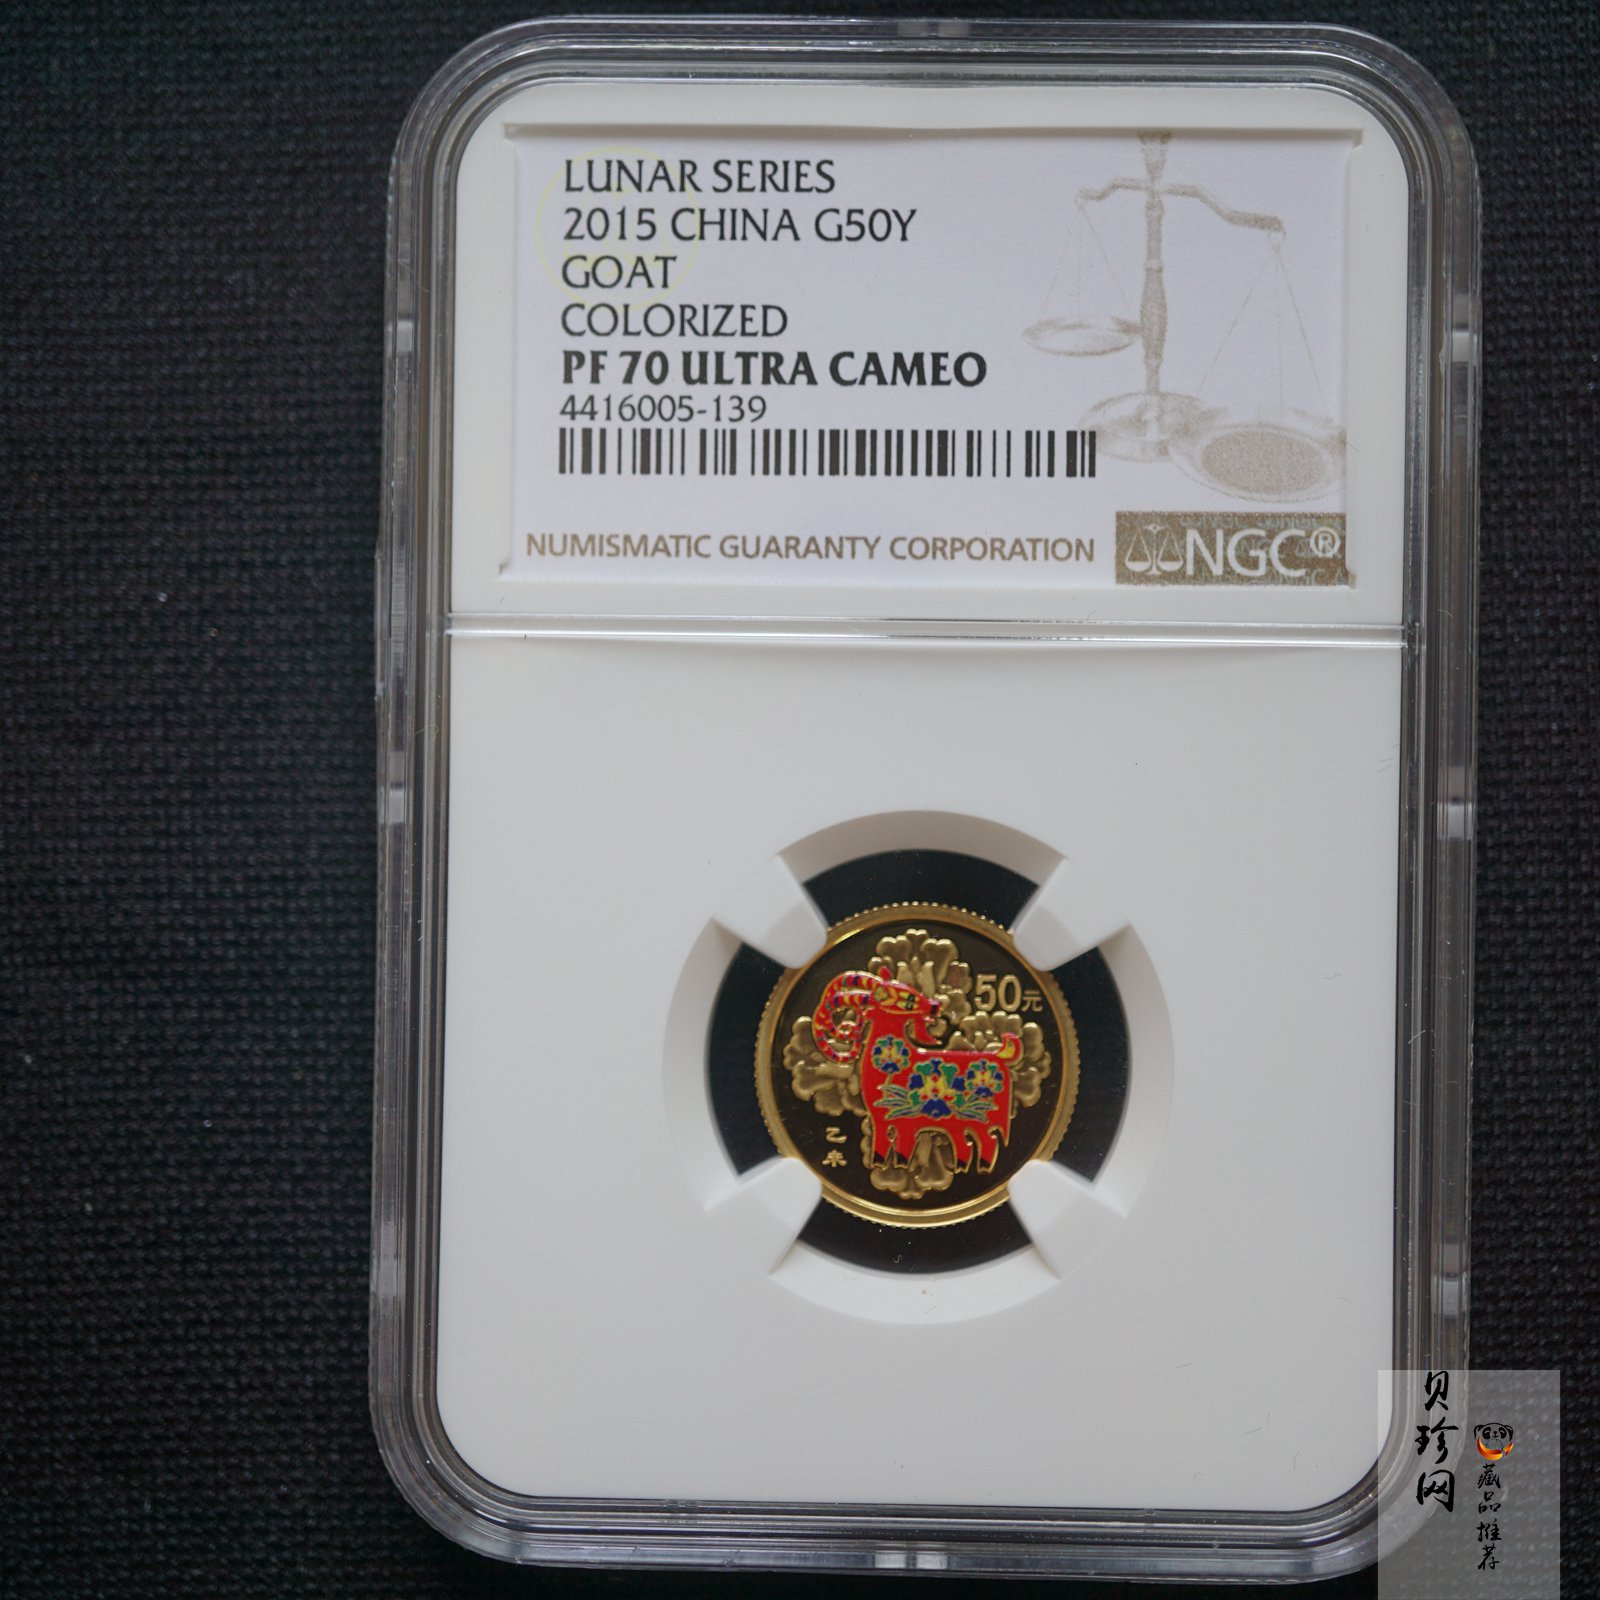 LUNAR SERIES
2015 CHINA G50Y
GOAT
COLORIZED
PF 70 ULTRA CAMEO
4416005-139
NUMISMATIC GUARANTY CORPORATION
NGC®
50元
乙未
贝珍网
藏品推荐